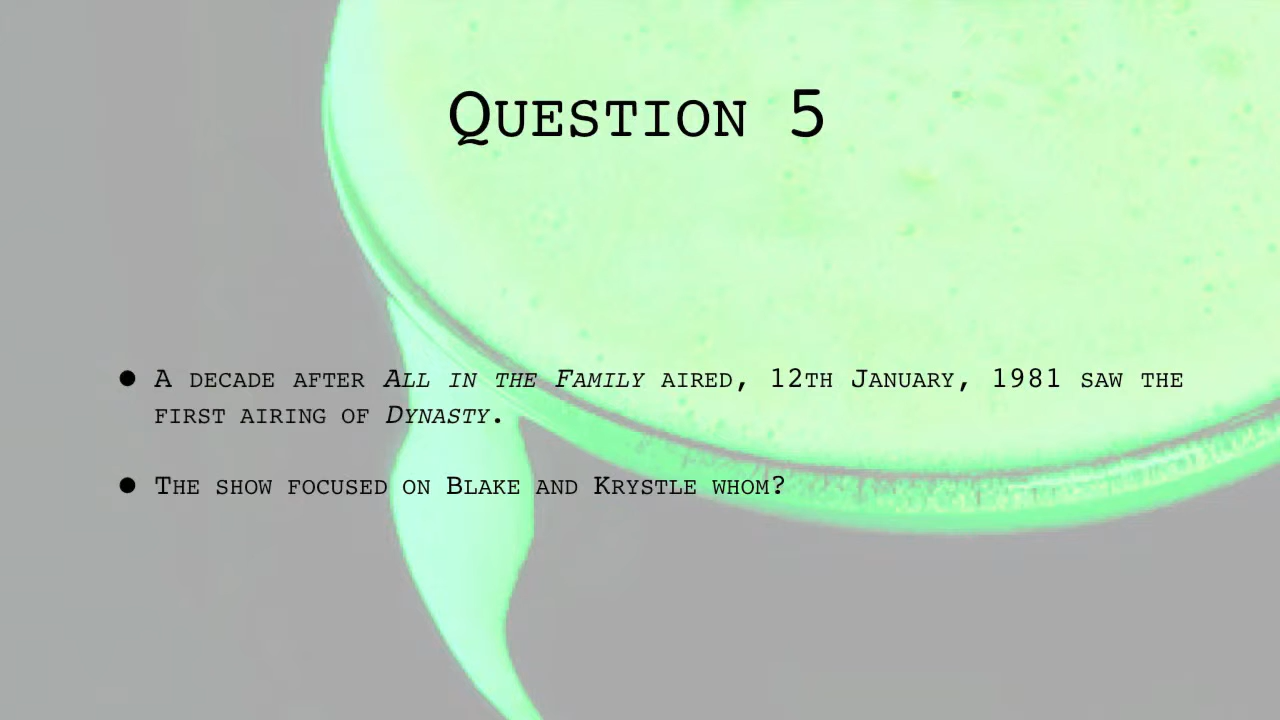 Question 5
● A decade after All in the Family aired, 12th January, 1981 saw the
first airing of Dynasty.
● The show focused on Blake and Krystle whom?